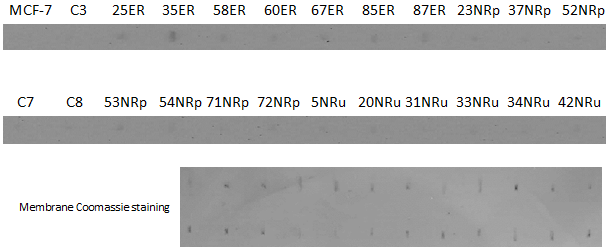 MCF-7 C3 25ER 35ER 58ER 60ER 67ER 85ER 87ER 23NRp 37NRp 52NRp
C7 C8 53NRp 54NRp 71NRp 72NRp 5NRu 20NRu 31NRu 33NRu 34NRu 42NRu
Membrane Coomassie staining